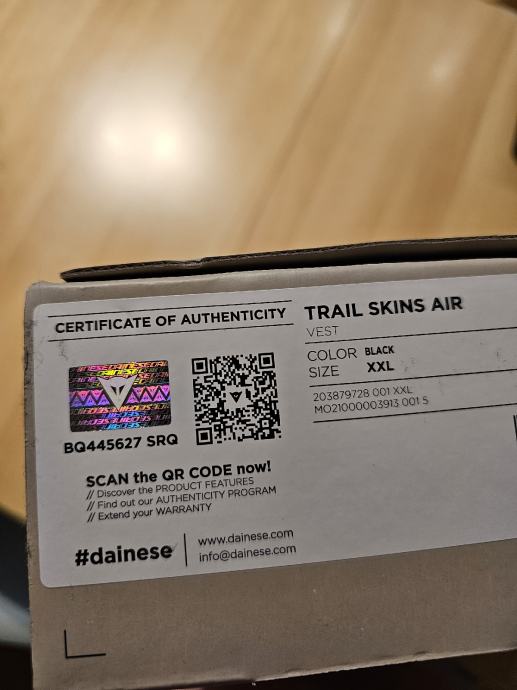 CERTIFICATE OF AUTHENTICITY
BQ445627 SRQ
SCAN the QR CODE now!
// Discover the PRODUCT FEATURES
// Find out our AUTHENTICITY PROGRAM
// Extend your WARRANTY
#dainese
www.dainese.com
info@dainese.com
TRAIL SKINS AIR
VEST
COLOR BLACK
SIZE XXL
203879728 001 XXL
MO21000003913 001 5